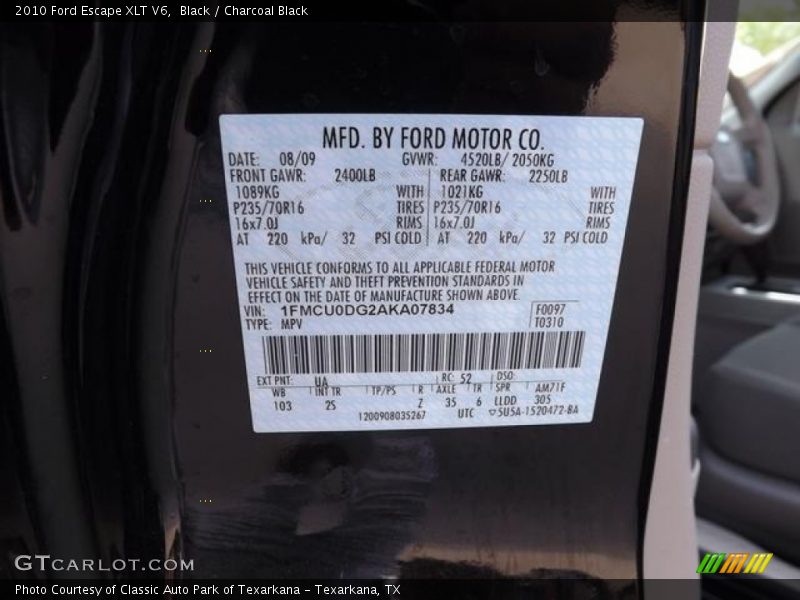 2010 Ford Escape XLT V6,  Black / Charcoal Black
MFD. BY FORD MOTOR CO.
DATE: 08/09 GVWR: 4520LB/ 2050KG
FRONT GAWR: 2400LB REAR GAWR: 2250LB
1089KG WITH 1021KG WITH
P235/70R16 TIRES P235/70R16 TIRES
16x7.0J RIMS 16x7.0J RIMS
AT 220 kPa/ 32 PSI COLD AT 220 kPa/ 32 PSI COLD
THIS VEHICLE CONFORMS TO ALL APPLICABLE FEDERAL MOTOR
VEHICLE SAFETY AND THEFT PREVENTION STANDARDS IN
EFFECT ON THE DATE OF MANUFACTURE SHOWN ABOVE.
VIN: 1FMCU0DG2AKA07834 F0097
TYPE: MPV T0310
EXT PNT: UA RC: 52 DSO:
WB INT TR TP/PS R AXLE TR SPR AM71F
103 2S Z 35 6 LLDD 305
1200908035267 UTC ▽5U5A-1520472-BA
GTCARLOT.COM
Photo Courtesy of Classic Auto Park of Texarkana - Texarkana, TX